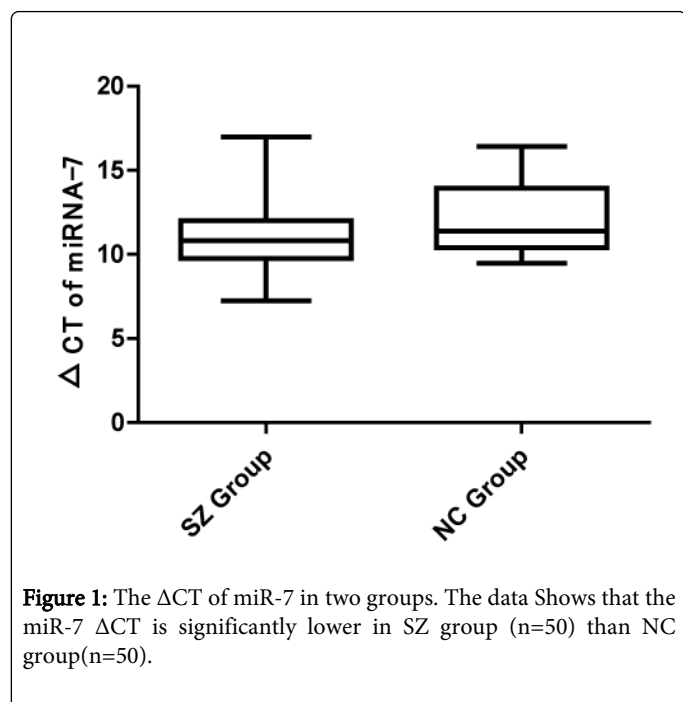 20
15
10
5
0
Δ CT of miRNA-7
SZ Group
NC Group
Figure 1: The ΔCT of miR-7 in two groups. The data Shows that the
miR-7 ΔCT is significantly lower in SZ group (n=50) than NC
group(n=50).